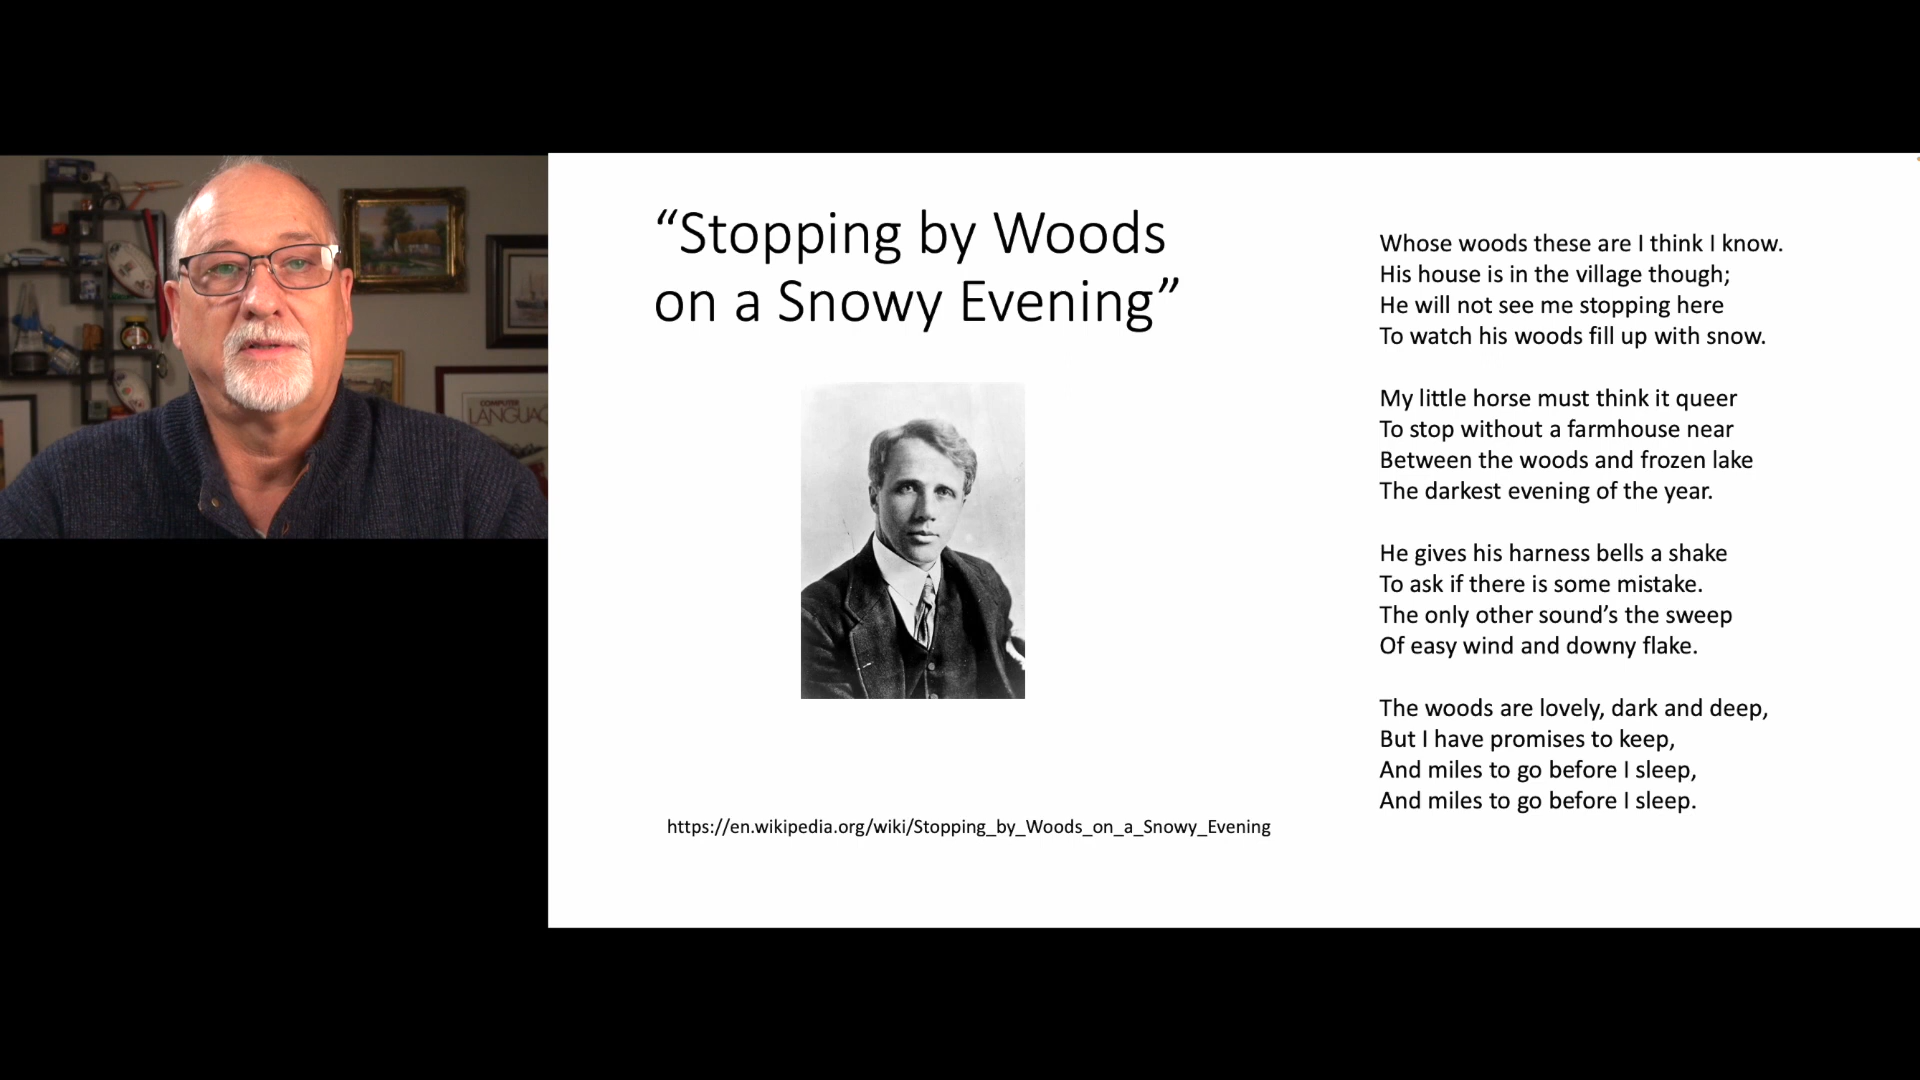 COMPUTER
“Stopping by Woods
on a Snowy Evening”
https://en.wikipedia.org/wiki/Stopping_by_Woods_on_a_Snowy_Evening
Whose woods these are I think I know.
His house is in the village though;
He will not see me stopping here
To watch his woods fill up with snow.
My little horse must think it queer
To stop without a farmhouse near
Between the woods and frozen lake
The darkest evening of the year.
He gives his harness bells a shake
To ask if there is some mistake.
The only other sound’s the sweep
Of easy wind and downy flake.
The woods are lovely, dark and deep,
But I have promises to keep,
And miles to go before I sleep,
And miles to go before I sleep.